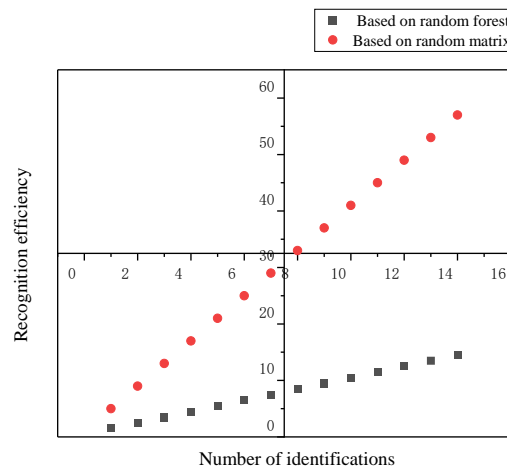 Based on random forest
Based on random matrix
60
50
40
30
20
10
0
0 2 4 6 8 10 12 14 16
Recognition efficiency
Number of identifications